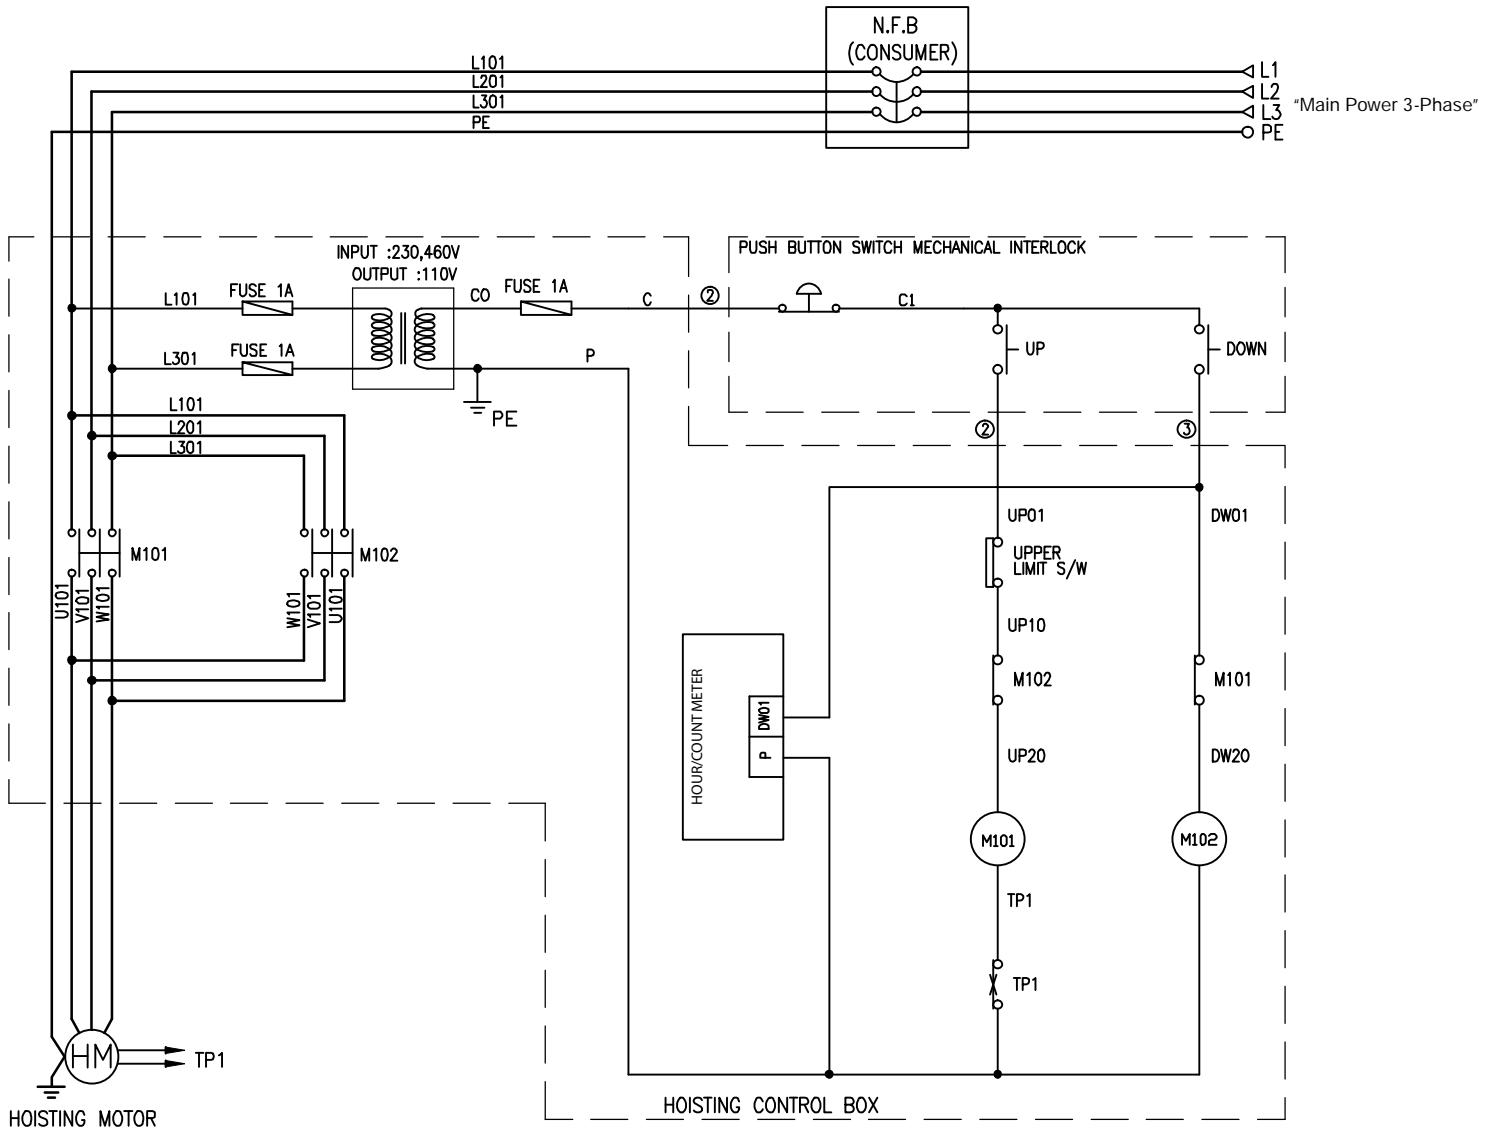 N.F.B
(CONSUMER)
L101
L201
L301
PE
L1
L2
L3
PE
"Main Power 3-Phase"
INPUT :230,460V
OUTPUT :110V
PUSH BUTTON SWITCH MECHANICAL INTERLOCK
L101
FUSE 1A
CO
FUSE 1A
C
2
C1
L301
FUSE 1A
P
UP
DOWN
PE
L101
L201
L301
2
3
UP01
DW01
M101
M102
UPPER
LIMIT S/W
U101
V101
W101
W101
V101
U101
UP10
M102
M101
HOUR/COUNT METER
DW01
P
UP20
DW20
M101
M102
TP1
TP1
HM
TP1
HOISTING MOTOR
HOISTING CONTROL BOX